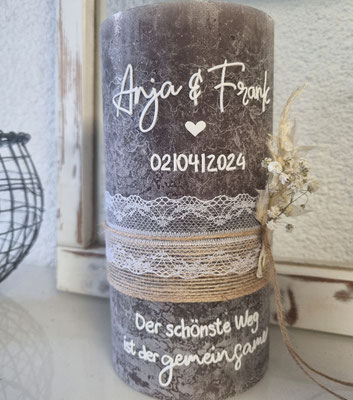 Anja & Frank
02|04|2024
Der schönste Weg
ist der gemeinsame